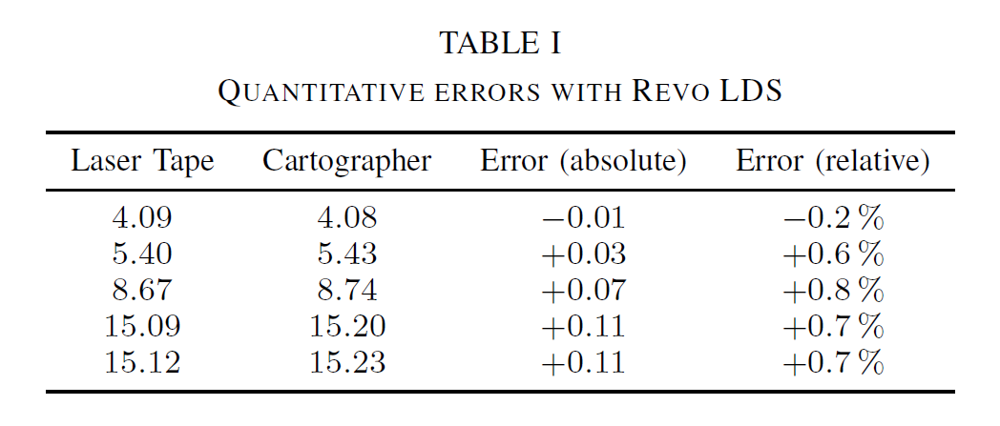 TABLE I
QUANTITATIVE ERRORS WITH REVO LDS
Laser Tape Cartographer Error (absolute) Error (relative)
4.09 4.08 −0.01 −0.2 %
5.40 5.43 +0.03 +0.6 %
8.67 8.74 +0.07 +0.8 %
15.09 15.20 +0.11 +0.7 %
15.12 15.23 +0.11 +0.7 %